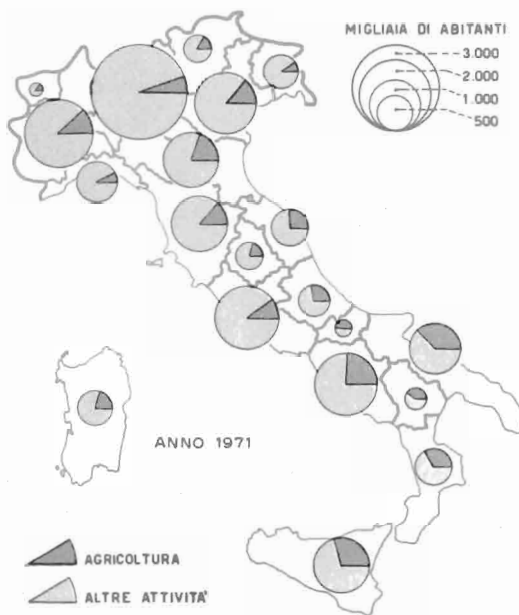 MIGLIAIA DI ABITANTI
3.000
2.000
1.000
500
ANNO 1971
AGRICOLTURA
ALTRE ATTIVITA'